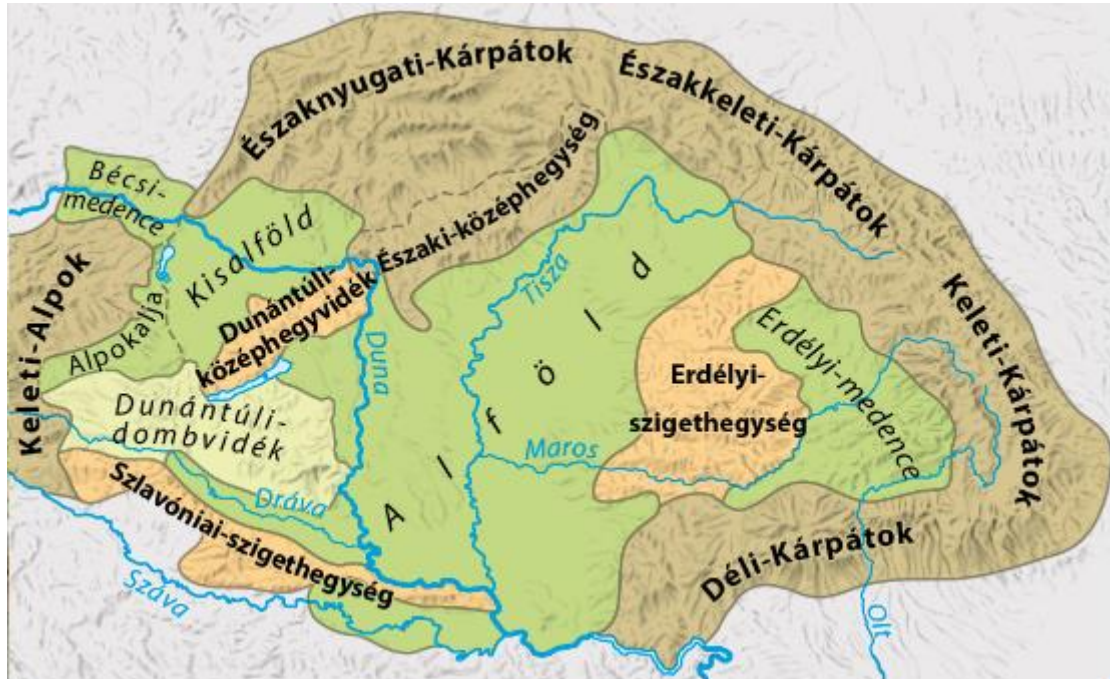 Északnyugati-Kárpátok
Északkeleti-Kárpátok
Bécsi-
medence
Kisalföld
Északi-középhegység
Keleti-Alpok
Alpokalja
Dunántúli-
középhegyvidék
Duna
Tisza
Alföld
Keleti-Kárpátok
Erdélyi-
szigethegység
Erdélyi-medence
Dunántúli-
dombvidék
Maros
Dráva
Szlavóniai-szigethegység
Száva
Déli-Kárpátok
Olt